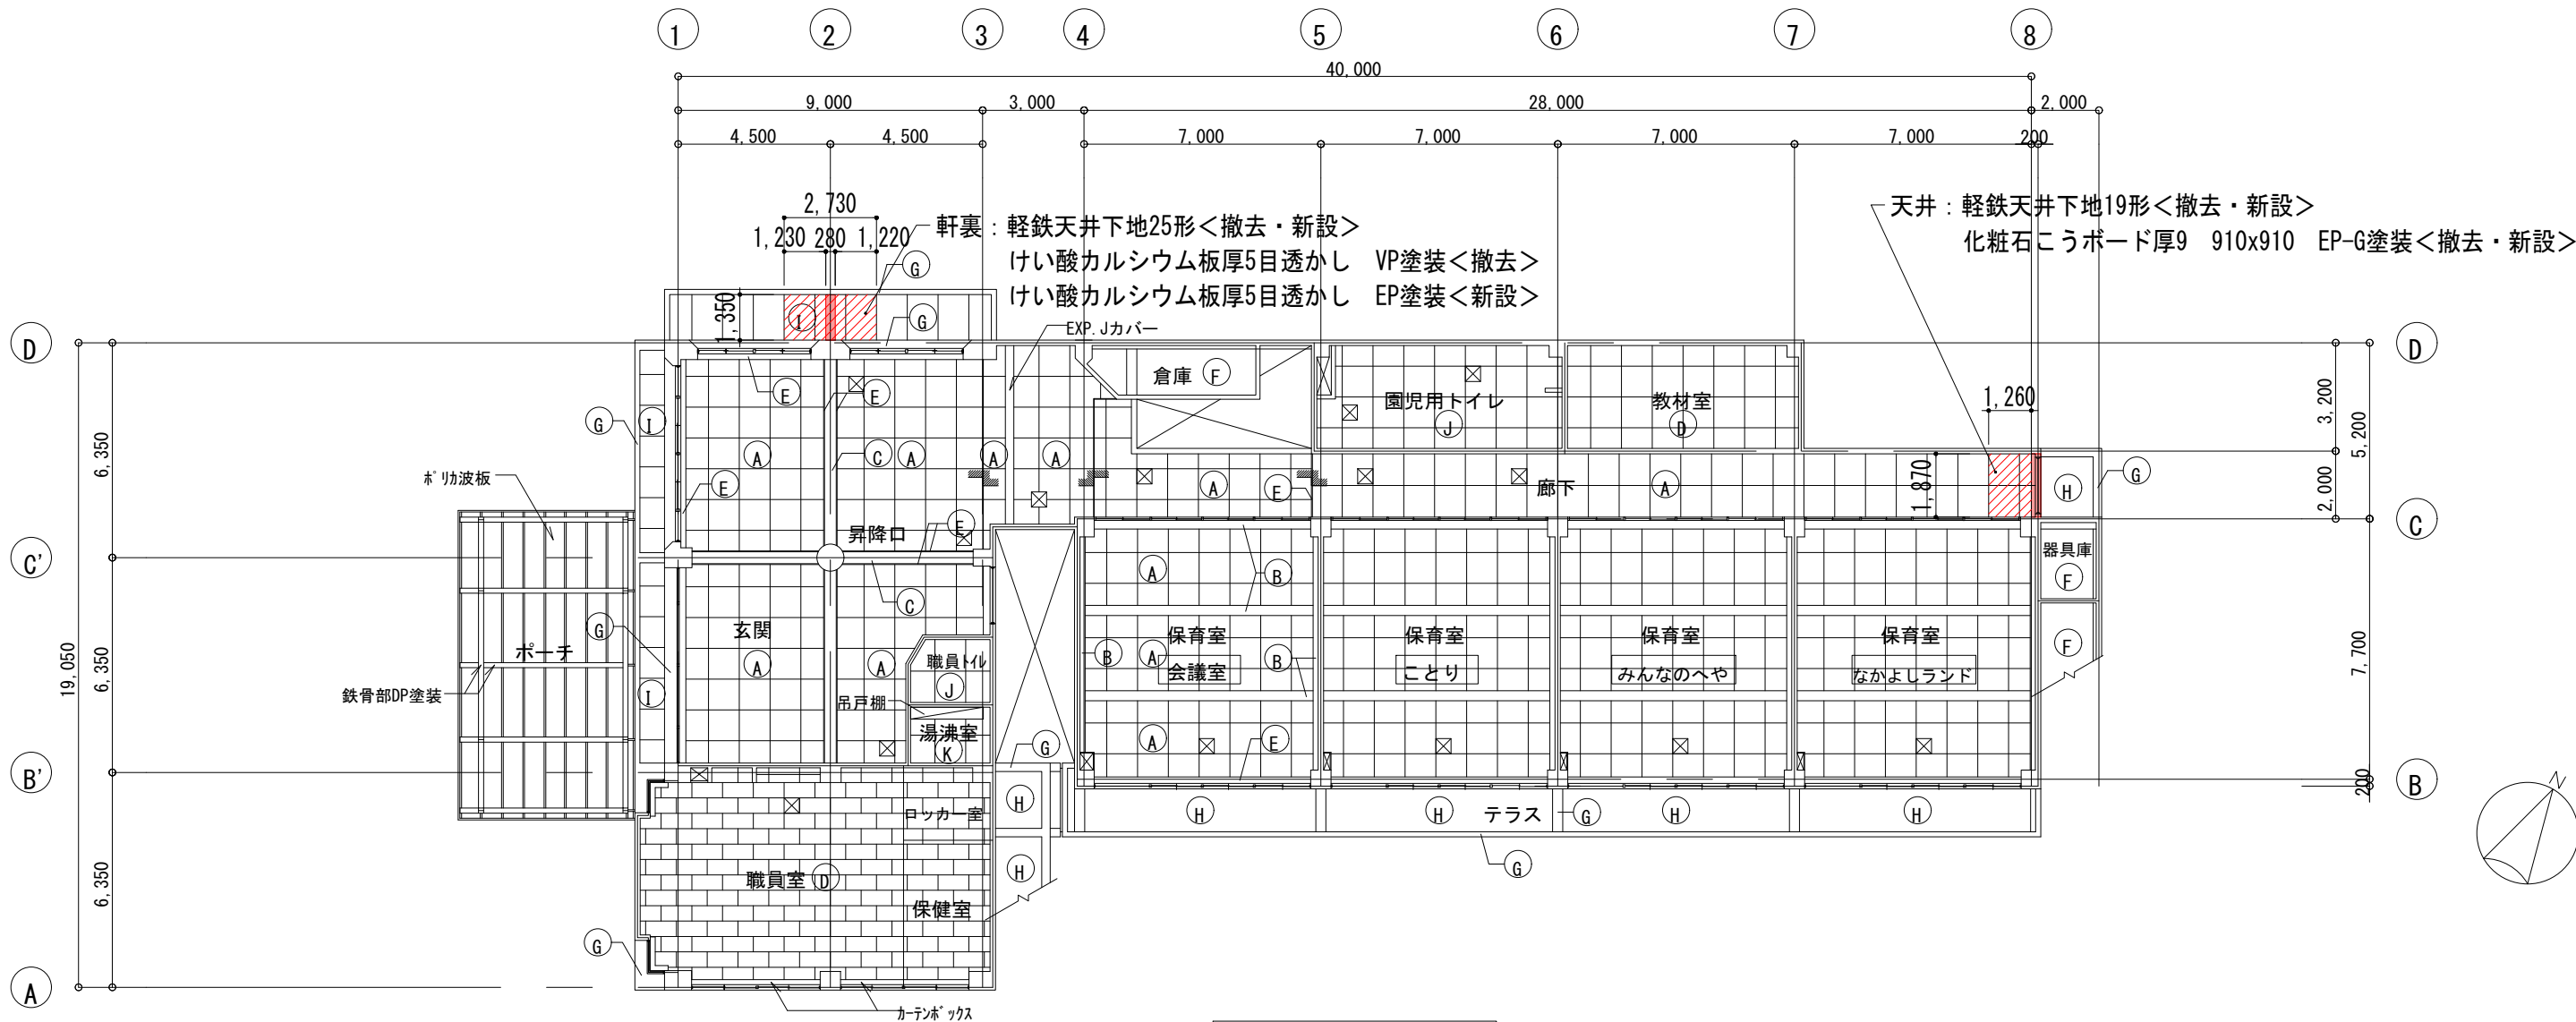 1 2 3 4 5 6 7 8
40,000
9,000 3,000 28,000 2,000
4,500 4,500 7,000 7,000 7,000 7,000 200
2,730
1,230 280 1,220
軒裏：軽鉄天井下地25形＜撤去・新設＞
けい酸カルシウム板厚5目透かし　VP塗装＜撤去＞
けい酸カルシウム板厚5目透かし　EP塗装＜新設＞
天井：軽鉄天井下地19形＜撤去・新設＞
化粧石こうボード厚9　910x910　EP-G塗装＜撤去・新設＞
G
1,350
I
G
EXP.Jカバー
D
D
倉庫 F
E
E
園児用トイレ
J
教材室
D
1,260
3,200
5,200
G
I
A
C
A
A
A
6,350
ﾎﾟﾘｶ波板
E
A
E
廊下
A
1,870
H
G
2,000
C
昇降口
E
C'
器具庫
F
A
B
C
玄関
G
ポーチ
職員ﾄｲﾚ
J
保育室
会議室
B
A
B
保育室
ことり
保育室
みんなのへや
保育室
なかよしランド
F
7,700
19,050
6,350
鉄骨部DP塗装
I
A
A
吊戸棚
湯沸室
K
G
A
E
B'
200
B
N
ロッカー室
H
H
H
テラス
G
H
H
6,350
職員室 D
H
G
保健室
G
A
ｶｰﾃﾝﾎﾞｯｸｽ